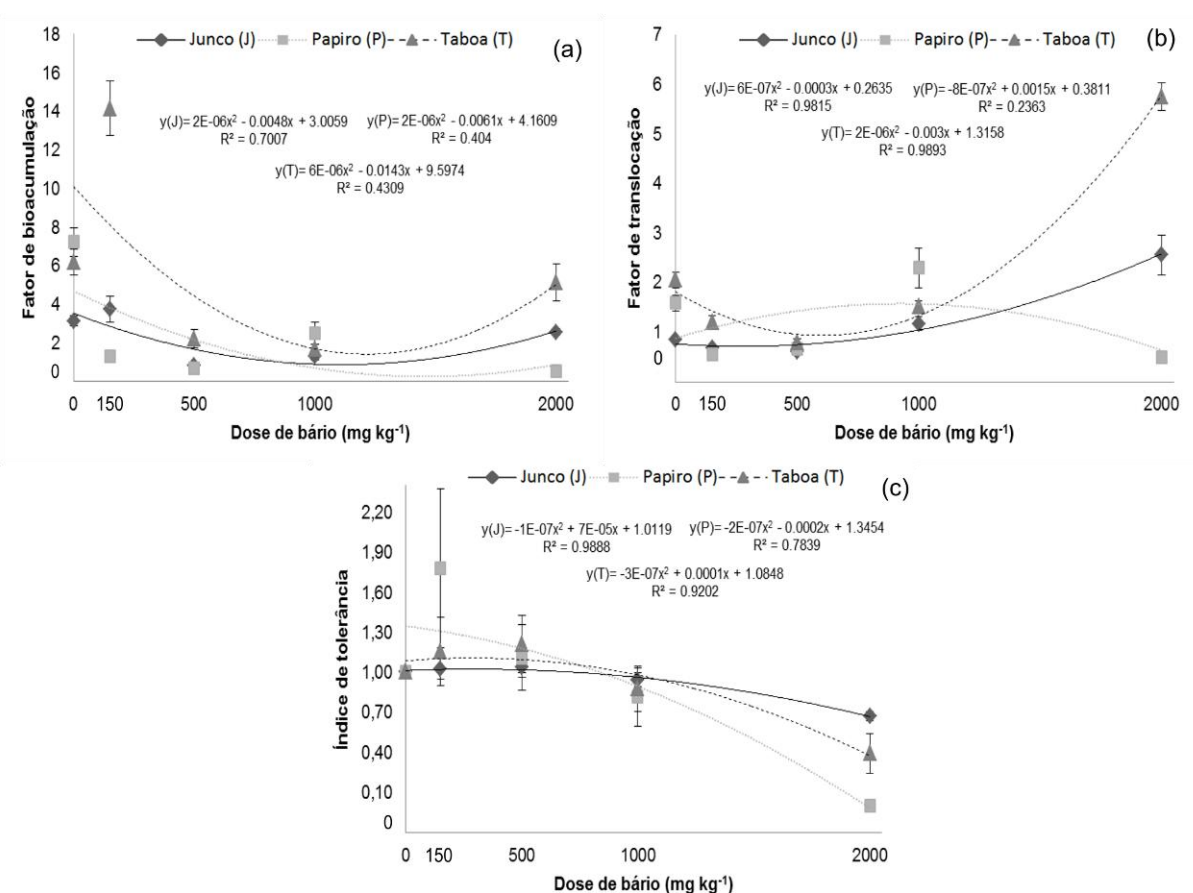 Junco (J) Papiro (P) Taboa (T) (a)
18
16
14
12
10
8
6
4
2
0
Fator de bioacumulação
y(J)= 2E-06x² - 0.0048x + 3.0059 y(P)= 2E-06x² - 0.0061x + 4.1609
R² = 0.7007 R² = 0.404
y(T)= 6E-06x² - 0.0143x + 9.5974
R² = 0.4309
0 150 500 1000 2000
Dose de bário (mg kg⁻¹)
Junco (J) Papiro (P) Taboa (T) (b)
7
6
5
4
3
2
1
0
Fator de translocação
y(J)= 6E-07x² - 0.0003x + 0.2635 y(P)= -8E-07x² + 0.0015x + 0.3811
R² = 0.9815 R² = 0.2363
y(T)= 2E-06x² - 0.003x + 1.3158
R² = 0.9893
0 150 500 1000 2000
Dose de bário (mg kg⁻¹)
Junco (J) Papiro (P) Taboa (T) (c)
2,20
1,90
1,60
1,30
1,00
0,70
0,40
0,10
0
Índice de tolerância
y(J)= -1E-07x² + 7E-05x + 1.0119 y(P)= -2E-07x² - 0.0002x + 1.3454
R² = 0.9888 R² = 0.7839
y(T)= -3E-07x² + 0.0001x + 1.0848
R² = 0.9202
0 150 500 1000 2000
Dose de bário (mg kg⁻¹)